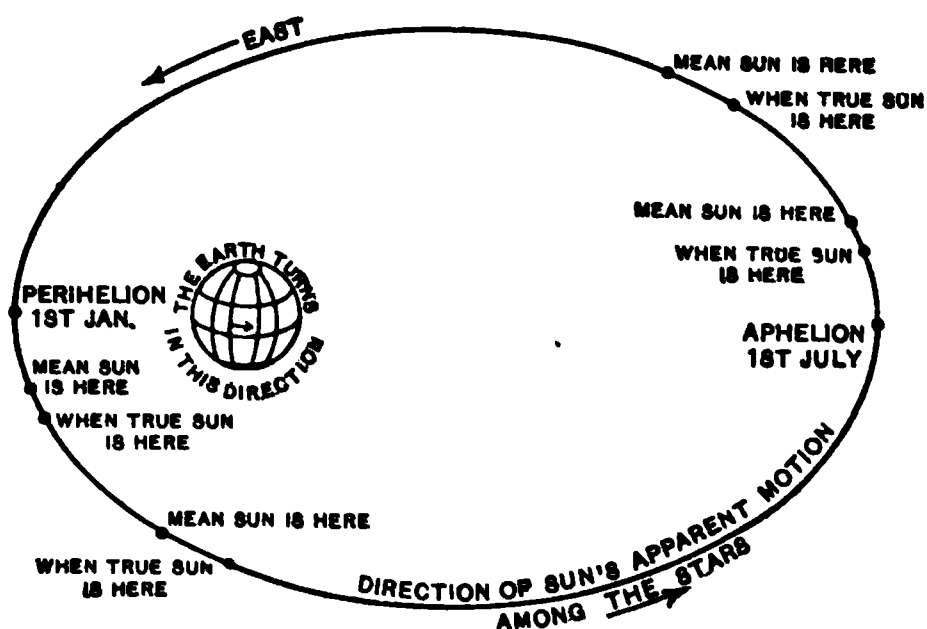 EAST
MEAN SUN IS HERE
WHEN TRUE SUN
IS HERE
MEAN SUN IS HERE
WHEN TRUE SUN
IS HERE
THE EARTH TURNS
IN THIS DIRECTION
PERIHELION
1ST JAN.
APHELION
1ST JULY
MEAN SUN
IS HERE
WHEN TRUE SUN
IS HERE
MEAN SUN IS HERE
WHEN TRUE SUN
IS HERE
DIRECTION OF SUN'S APPARENT MOTION
AMONG THE STARS